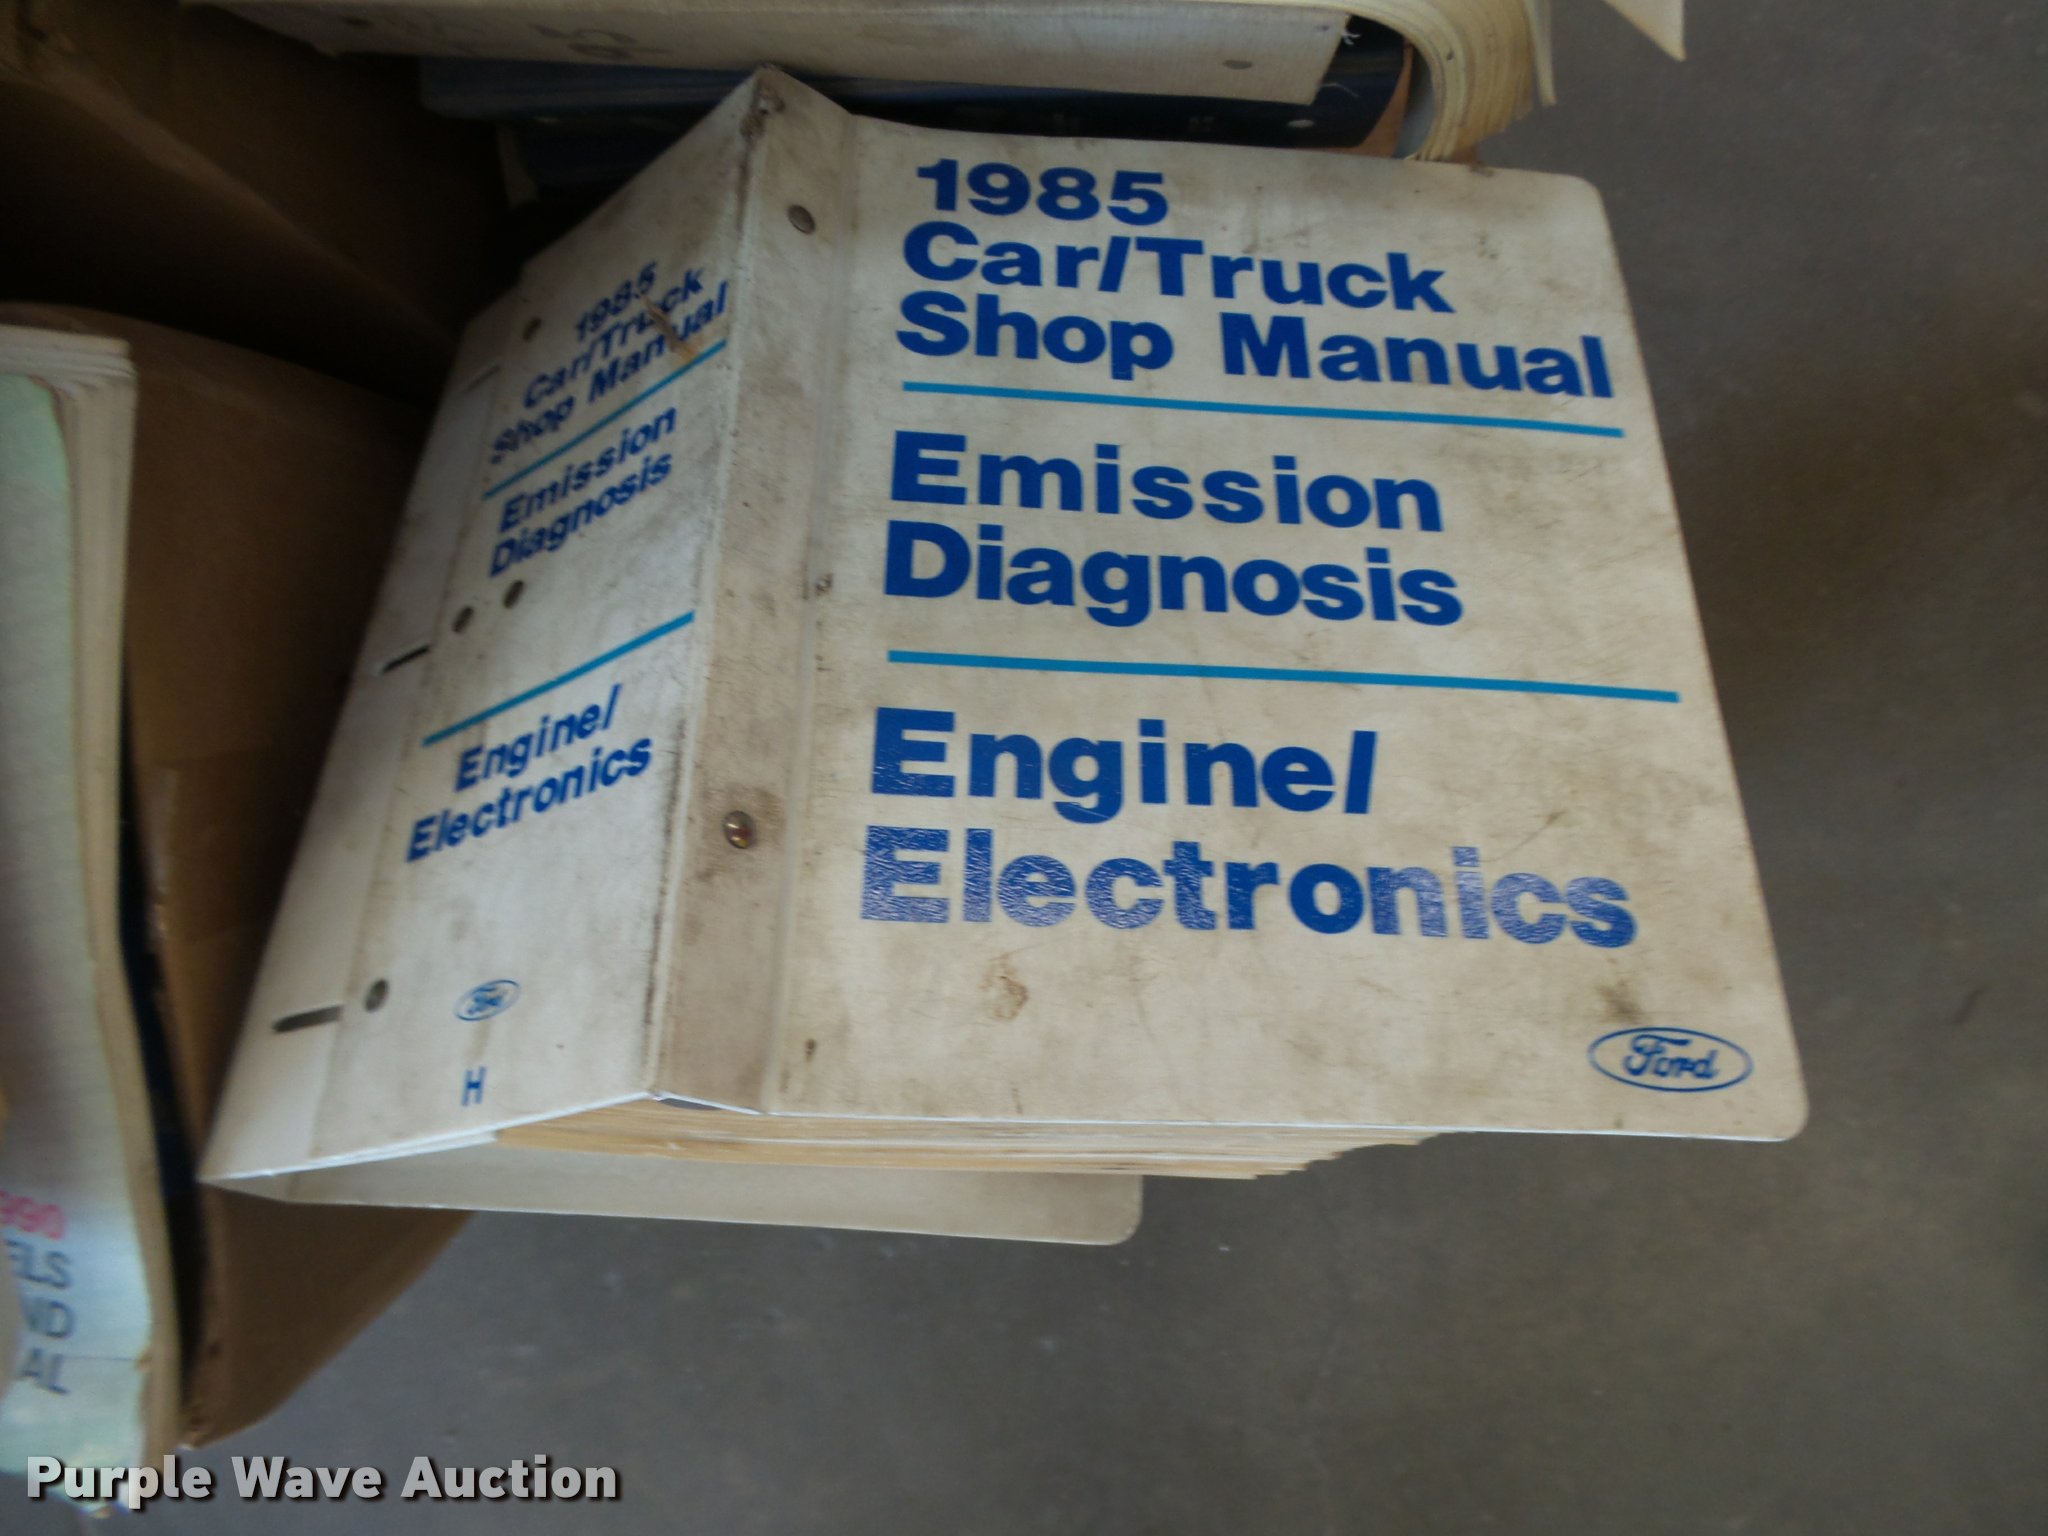 1985
Car/Truck
Shop Manual
Emission
Diagnosis
Engine/
Electronics
Ford
1985
Car/Truck
Shop Manual
Emission
Diagnosis
Engine/
Electronics
Ford
H
Purple Wave Auction